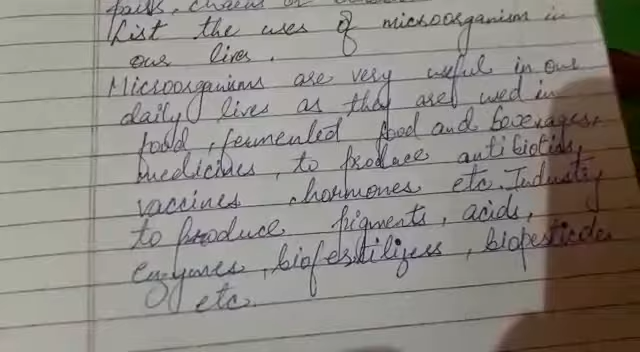 List the uses of microorganism in
our lives.
Microorganisms are very useful in our
daily lives as they are used in
food, fermented food and beverages,
medicines, to produce antibiotics,
vaccines, hormones etc. Industry
to produce pigments, acids,
enzymes, biofertilizers, biopesticides
etc.